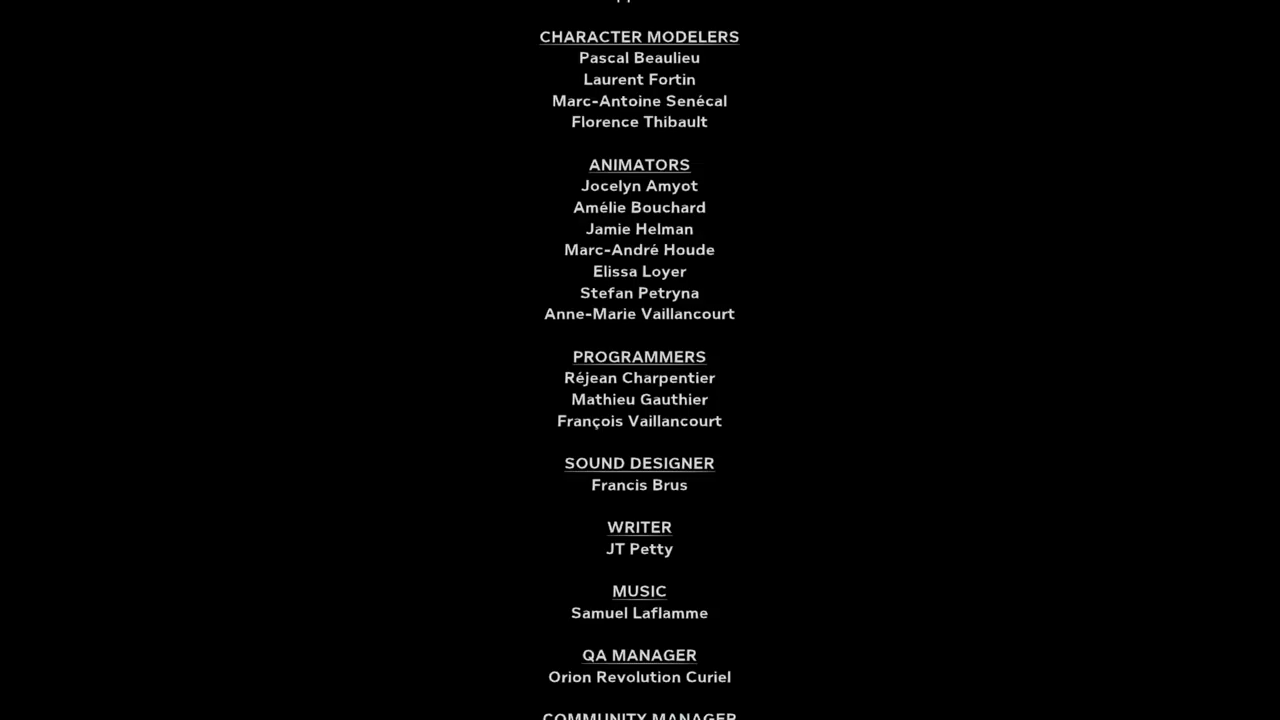 CHARACTER MODELERS
Pascal Beaulieu
Laurent Fortin
Marc-Antoine Senécal
Florence Thibault
ANIMATORS
Jocelyn Amyot
Amélie Bouchard
Jamie Helman
Marc-André Houde
Elissa Loyer
Stefan Petryna
Anne-Marie Vaillancourt
PROGRAMMERS
Réjean Charpentier
Mathieu Gauthier
François Vaillancourt
SOUND DESIGNER
Francis Brus
WRITER
JT Petty
MUSIC
Samuel Laflamme
QA MANAGER
Orion Revolution Curiel
COMMUNITY MANAGER